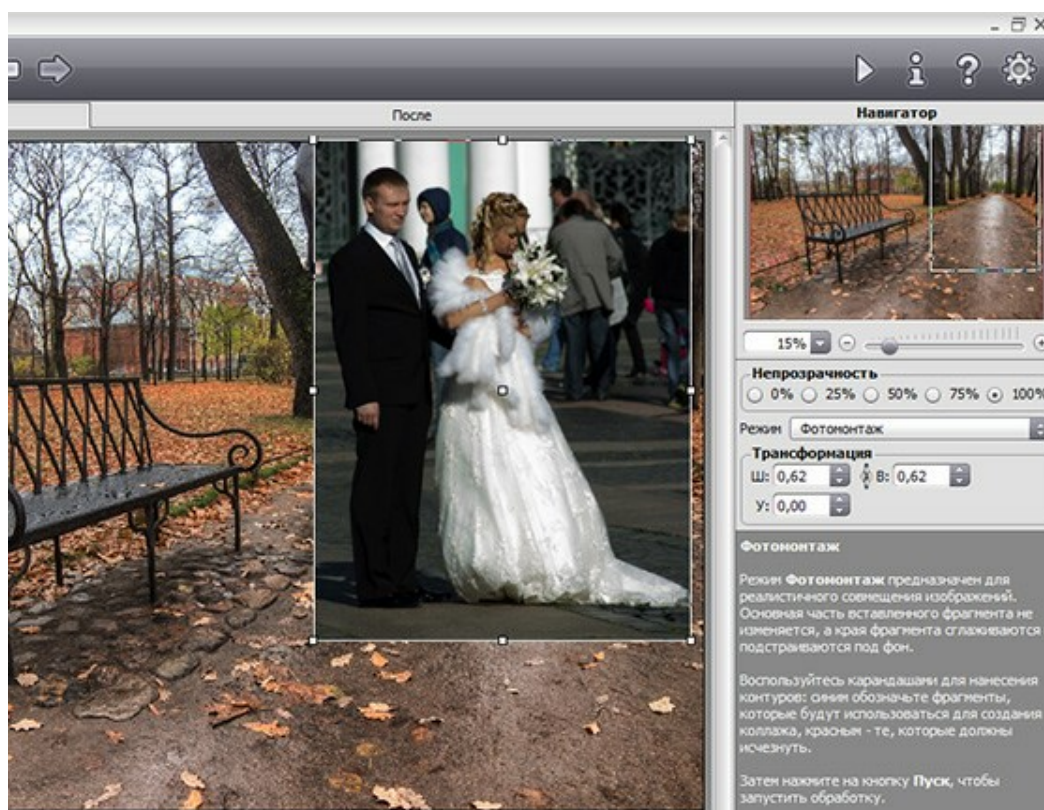 После
Навигатор
15%
Непрозрачность
0% 25% 50% 75% 100%
Режим Фотомонтаж
Трансформация
Ш: 0,62 В: 0,62
У: 0,00
Фотомонтаж
Режим Фотомонтаж предназначен для
реалистичного совмещения изображений.
Основная часть вставленного фрагмента не
изменяется, а края фрагмента сглаживаются
подстраиваются под фон.
Воспользуйтесь карандашами для нанесения
контуров: синим обозначьте фрагменты,
которые будут использоваться для создания
коллажа, красным - те, которые должны
исчезнуть.
Затем нажмите на кнопку Пуск, чтобы
запустить обработку.